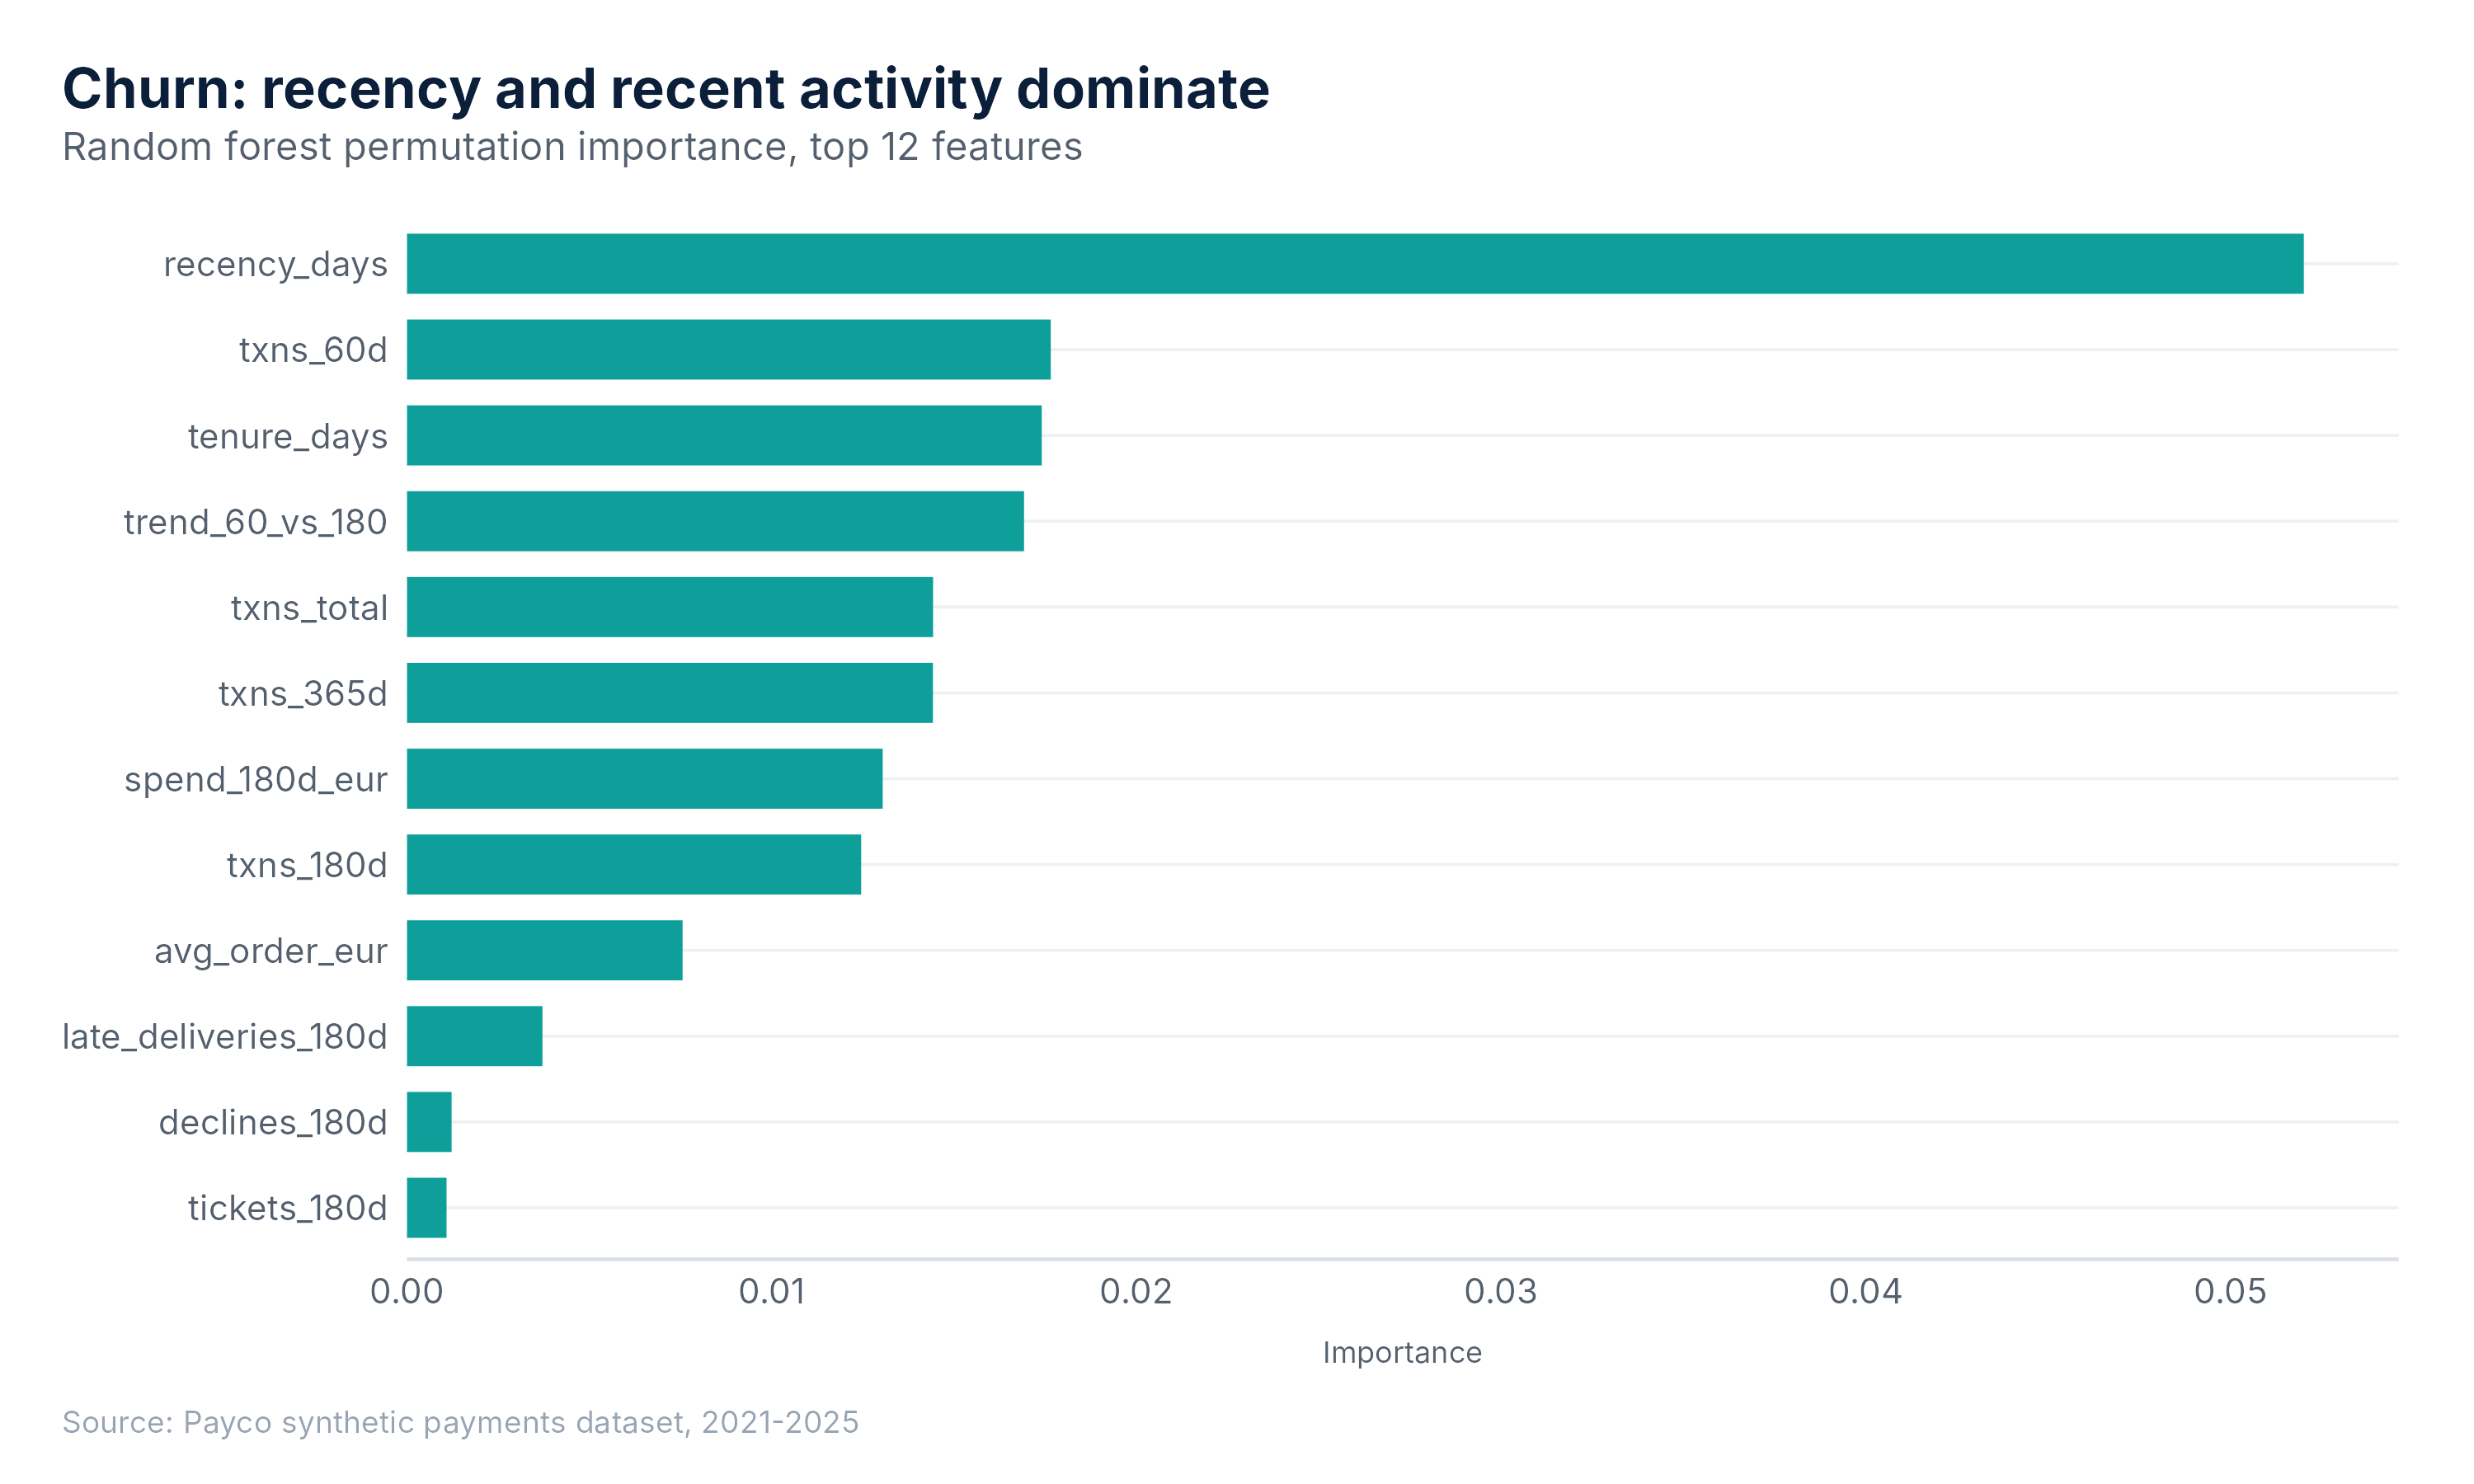 Churn: recency and recent activity dominate
Random forest permutation importance, top 12 features
recency_days
txns_60d
tenure_days
trend_60_vs_180
txns_total
txns_365d
spend_180d_eur
txns_180d
avg_order_eur
late_deliveries_180d
declines_180d
tickets_180d
0.00 0.01 0.02 0.03 0.04 0.05
Importance
Source: Payco synthetic payments dataset, 2021-2025